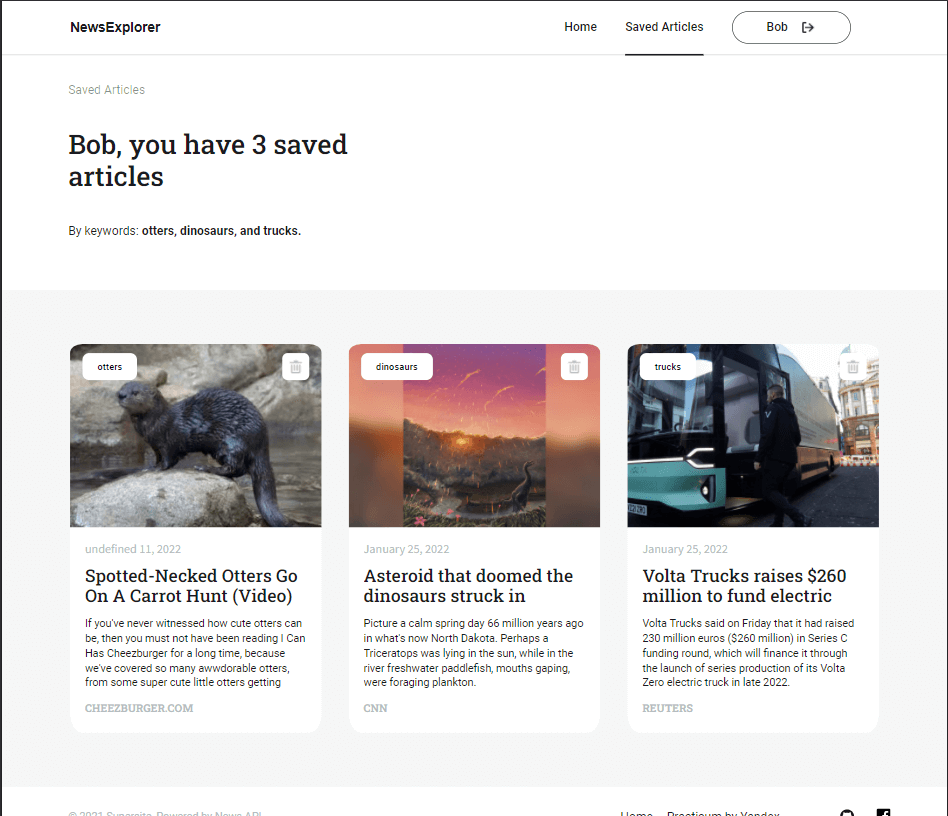 NewsExplorer
Home
Saved Articles
Bob
Saved Articles
Bob, you have 3 saved
articles
By keywords: otters, dinosaurs, and trucks.
otters
dinosaurs
trucks
undefined 11, 2022
Spotted-Necked Otters Go
On A Carrot Hunt (Video)
If you've never witnessed how cute otters can
be, then you must not have been reading I Can
Has Cheezburger for a long time, because
we've covered so many awwdorable otters,
from some super cute little otters getting
CHEEZBURGER.COM
January 25, 2022
Asteroid that doomed the
dinosaurs struck in
Picture a calm spring day 66 million years ago
in what's now North Dakota. Perhaps a
Triceratops was lying in the sun, while in the
river freshwater paddlefish, mouths gaping,
were foraging plankton.
CNN
January 25, 2022
Volta Trucks raises $260
million to fund electric
Volta Trucks said on Friday that it had raised
230 million euros ($260 million) in Series C
funding round, which will finance it through
the launch of series production of its Volta
Zero electric truck in late 2022.
REUTERS
© 2021 Supersite, Powered by News API
Home
Practicum by Yandex